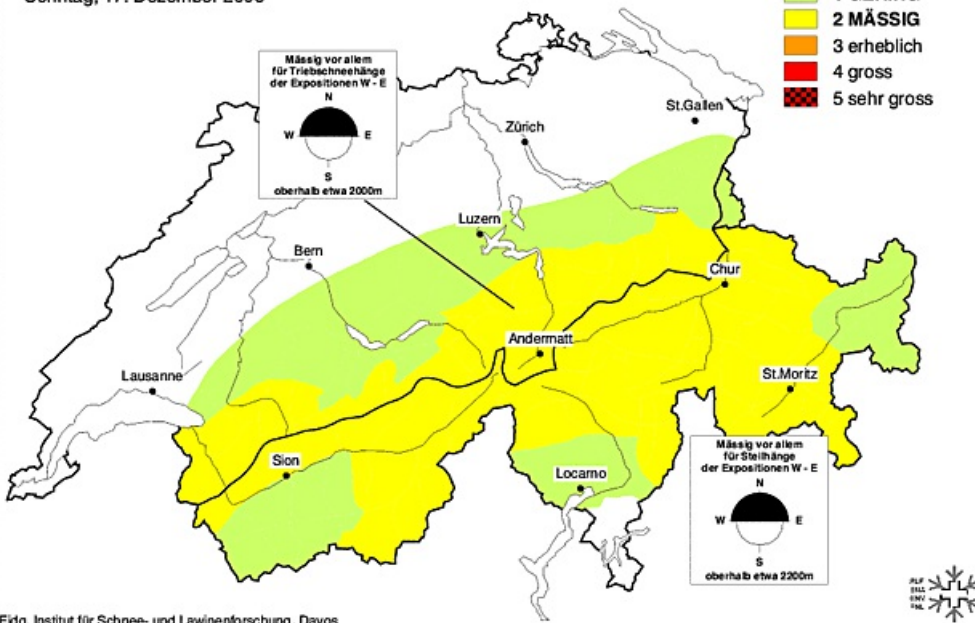 2 MÄSSIG
3 erheblich
4 gross
5 sehr gross
Mässig vor allem
für Triebschneehänge
der Expositionen W - E
N
W E
S
oberhalb etwa 2000m
St.Gallen
Zürich
Luzern
Bern
Chur
Andermatt
Lausanne
St.Moritz
Sion
Locarno
Mässig vor allem
für Steilhänge
der Expositionen W - E
N
W E
S
oberhalb etwa 2200m
SLF
Eidg. Institut für Schnee- und Lawinenforschung, Davos